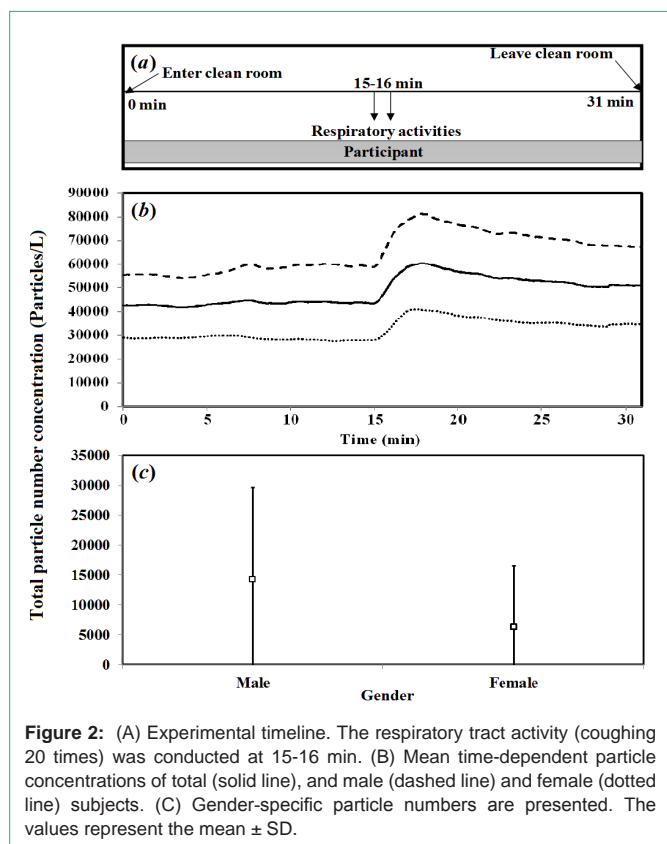 (a)
Enter clean room
Leave clean room
15-16 min
0 min
31 min
Respiratory activities
Participant
Total particle number concentration (Particles/L)
(b)
90000
80000
70000
60000
50000
40000
30000
20000
10000
0
0 5 10 15 20 25 30
Time (min)
(c)
35000
30000
25000
20000
15000
10000
5000
0
Male Female
Gender
Figure 2: (A) Experimental timeline. The respiratory tract activity (coughing
20 times) was conducted at 15-16 min. (B) Mean time-dependent particle
concentrations of total (solid line), and male (dashed line) and female (dotted
line) subjects. (C) Gender-specific particle numbers are presented. The
values represent the mean ± SD.